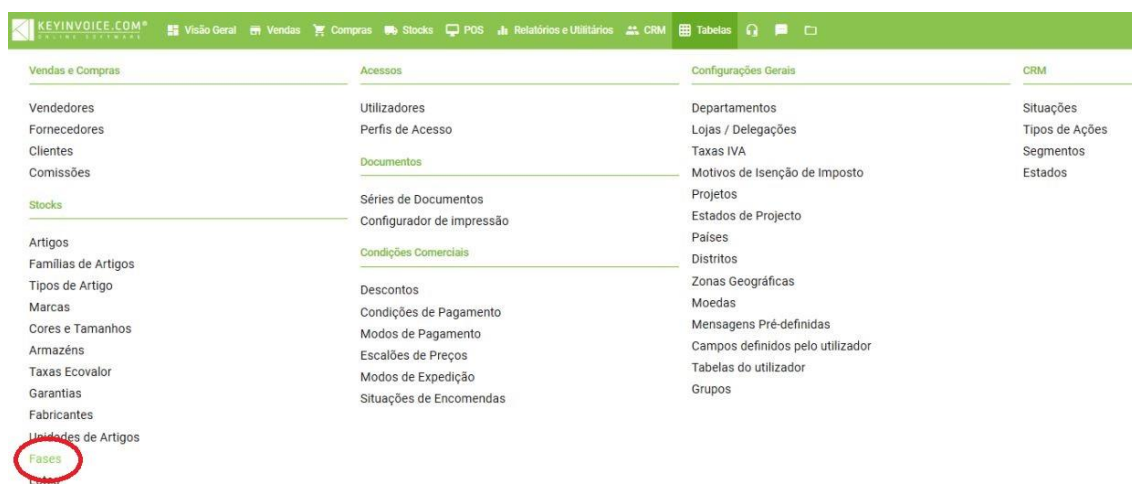 KEYINVOICE.COM®
ONLINE SOFTWARE
Visão Geral Vendas Compras Stocks POS Relatórios e Utilitários CRM Tabelas
Vendas e Compras
Vendedores
Fornecedores
Clientes
Comissões
Stocks
Artigos
Famílias de Artigos
Tipos de Artigo
Marcas
Cores e Tamanhos
Armazéns
Taxas Ecovalor
Garantias
Fabricantes
Unidades de Artigos
Fases
Acessos
Utilizadores
Perfis de Acesso
Documentos
Séries de Documentos
Configurador de impressão
Condições Comerciais
Descontos
Condições de Pagamento
Modos de Pagamento
Escalões de Preços
Modos de Expedição
Situações de Encomendas
Configurações Gerais
Departamentos
Lojas / Delegações
Taxas IVA
Motivos de Isenção de Imposto
Projetos
Estados de Projecto
Países
Distritos
Zonas Geográficas
Moedas
Mensagens Pré-definidas
Campos definidos pelo utilizador
Tabelas do utilizador
Grupos
CRM
Situações
Tipos de Ações
Segmentos
Estados